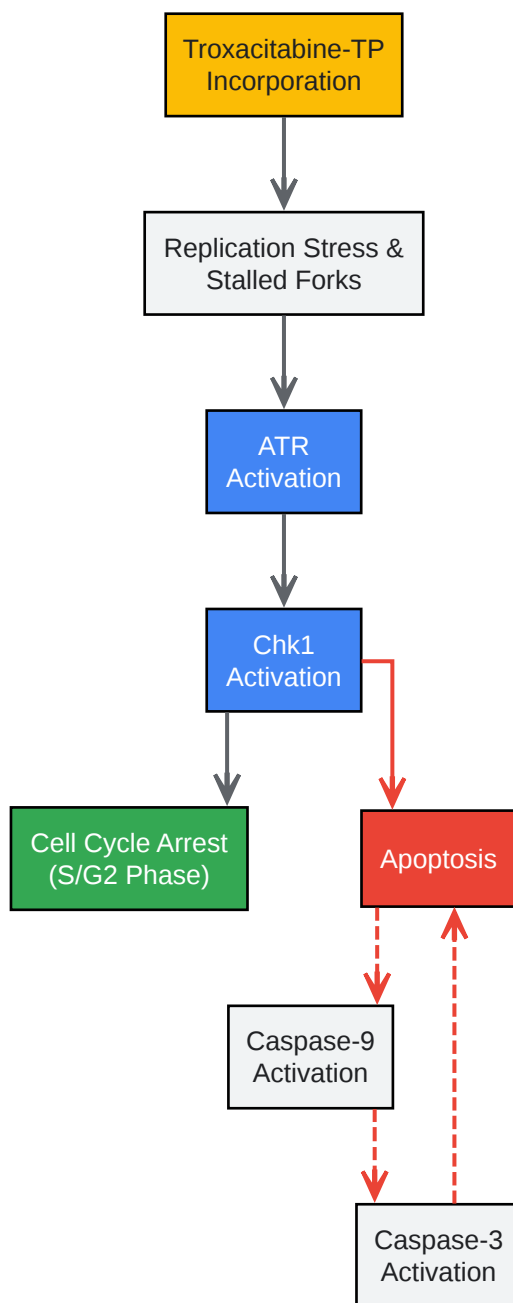 Troxacitabine-TP
Incorporation
Replication Stress &
Stalled Forks
ATR
Activation
Chk1
Activation
Cell Cycle Arrest
(S/G2 Phase)
Apoptosis
Caspase-9
Activation
Caspase-3
Activation